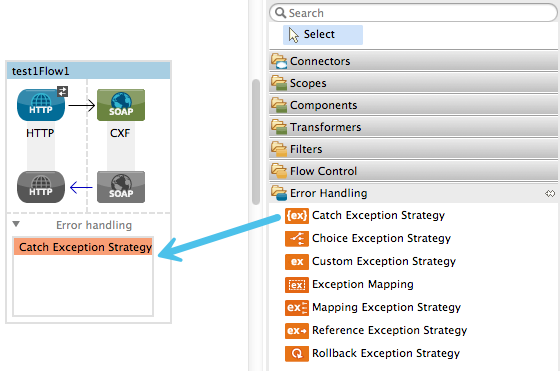 test1Flow1
HTTP
SOAP
HTTP
CXF
HTTP
SOAP
Error handling
Catch Exception Strategy
Search
Select
Connectors
Scopes
Components
Transformers
Filters
Flow Control
Error Handling
{ex} Catch Exception Strategy
Choice Exception Strategy
ex Custom Exception Strategy
ex Exception Mapping
ex Mapping Exception Strategy
ex Reference Exception Strategy
Rollback Exception Strategy